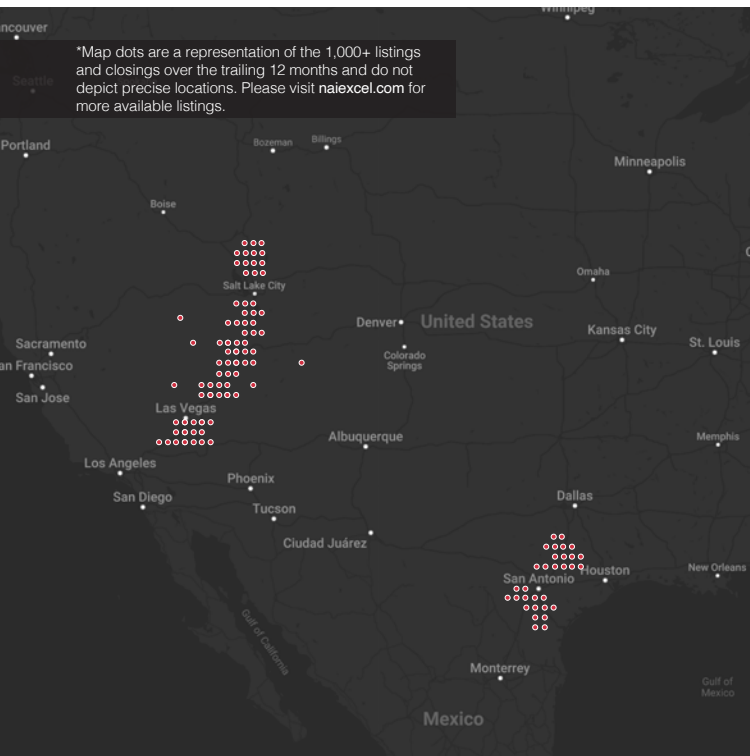 Winnipeg
ncouver
*Map dots are a representation of the 1,000+ listings
and closings over the trailing 12 months and do not
depict precise locations. Please visit naiexcel.com for
more available listings.
Seattle
Portland
Bozeman
Billings
Minneapolis
Boise
Salt Lake City
Omaha
Denver
United States
Kansas City
St. Louis
Sacramento
an Francisco
San Jose
Colorado
Springs
Las Vegas
Albuquerque
Memphis
Los Angeles
Phoenix
San Diego
Tucson
Dallas
Ciudad Juárez
San Antonio
Houston
New Orleans
Gulf of California
Monterrey
Gulf of
Mexico
Mexico